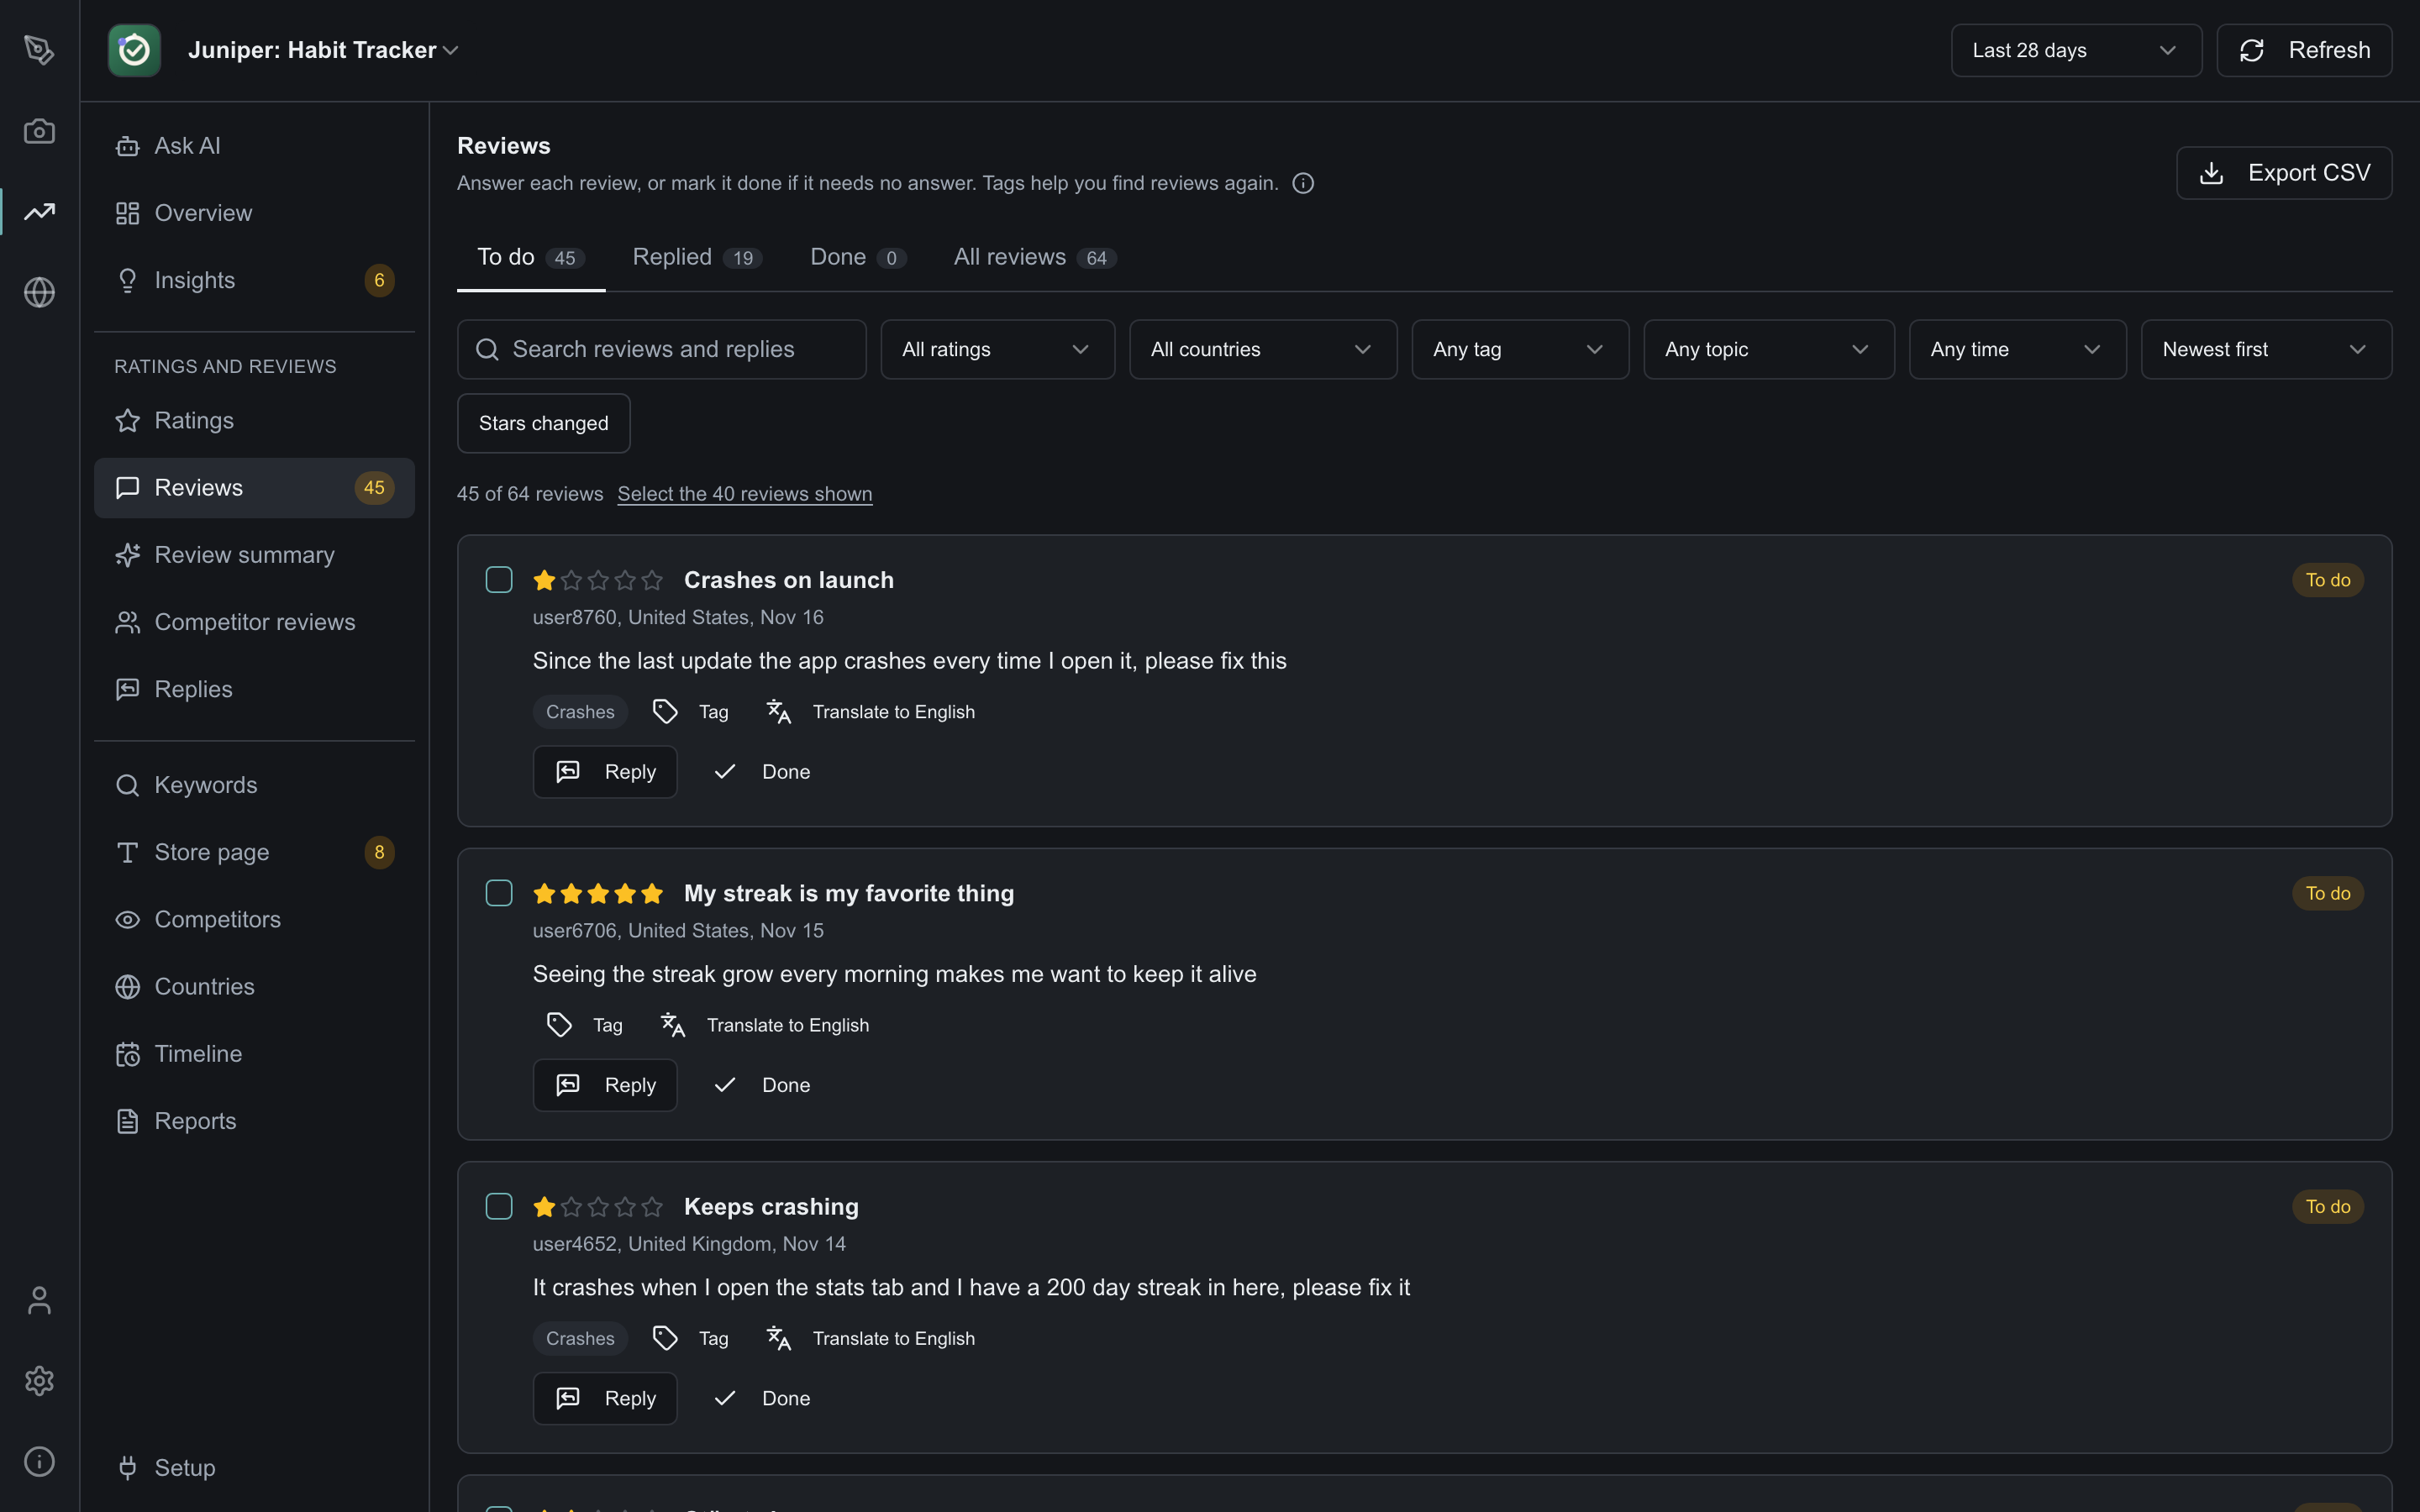 Juniper: Habit Tracker
Last 28 days
Refresh
Ask AI
Overview
Insights 6
RATINGS AND REVIEWS
Ratings
Reviews 45
Review summary
Competitor reviews
Replies
Keywords
Store page 8
Competitors
Countries
Timeline
Reports
Setup
Reviews
Answer each review, or mark it done if it needs no answer. Tags help you find reviews again.
Export CSV
To do 45 Replied 19 Done 0 All reviews 64
Search reviews and replies All ratings All countries Any tag Any topic Any time Newest first
Stars changed
45 of 64 reviews Select the 40 reviews shown
Crashes on launch To do
user8760, United States, Nov 16
Since the last update the app crashes every time I open it, please fix this
Crashes Tag Translate to English
Reply Done
My streak is my favorite thing To do
user6706, United States, Nov 15
Seeing the streak grow every morning makes me want to keep it alive
Tag Translate to English
Reply Done
Keeps crashing To do
user4652, United Kingdom, Nov 14
It crashes when I open the stats tab and I have a 200 day streak in here, please fix it
Crashes Tag Translate to English
Reply Done